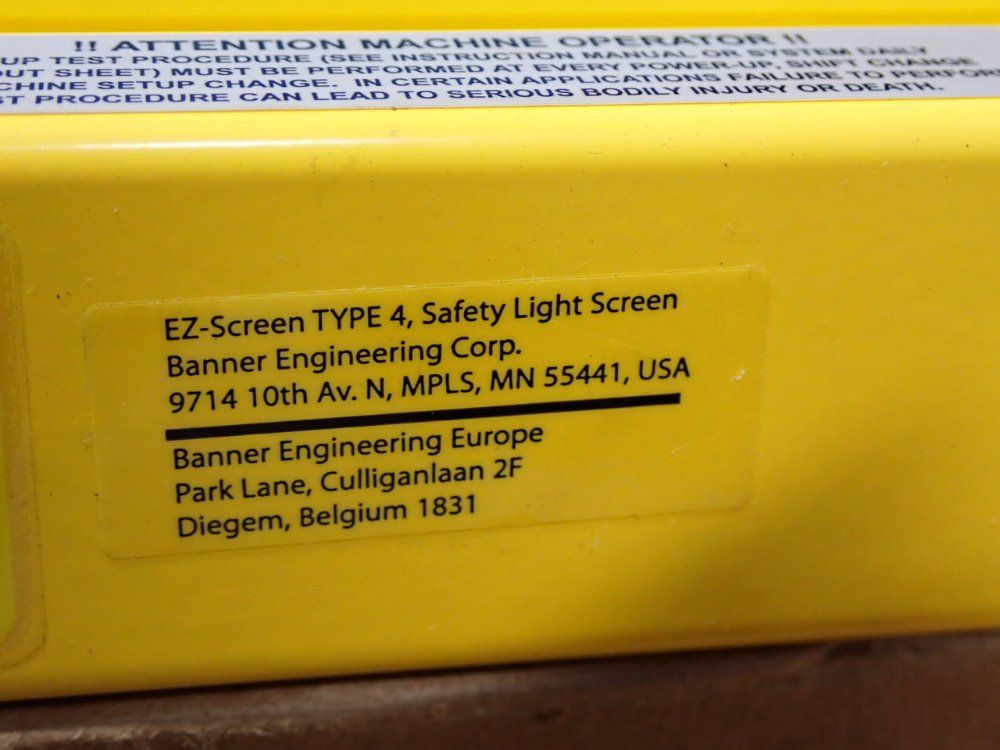 !! ATTENTION MACHINE OPERATOR !!
UP TEST PROCEDURE (SEE INSTRUCTION MANUAL OR SYSTEM DAILY
OUT SHEET) MUST BE PERFORMED AT EVERY POWER-UP, SHIFT CHANGE
CHINE SETUP CHANGE. IN CERTAIN APPLICATIONS FAILURE TO PERFOR
ST PROCEDURE CAN LEAD TO SERIOUS BODILY INJURY OR DEATH.
EZ-Screen TYPE 4, Safety Light Screen
Banner Engineering Corp.
9714 10th Av. N, MPLS, MN 55441, USA
Banner Engineering Europe
Park Lane, Culliganlaan 2F
Diegem, Belgium 1831